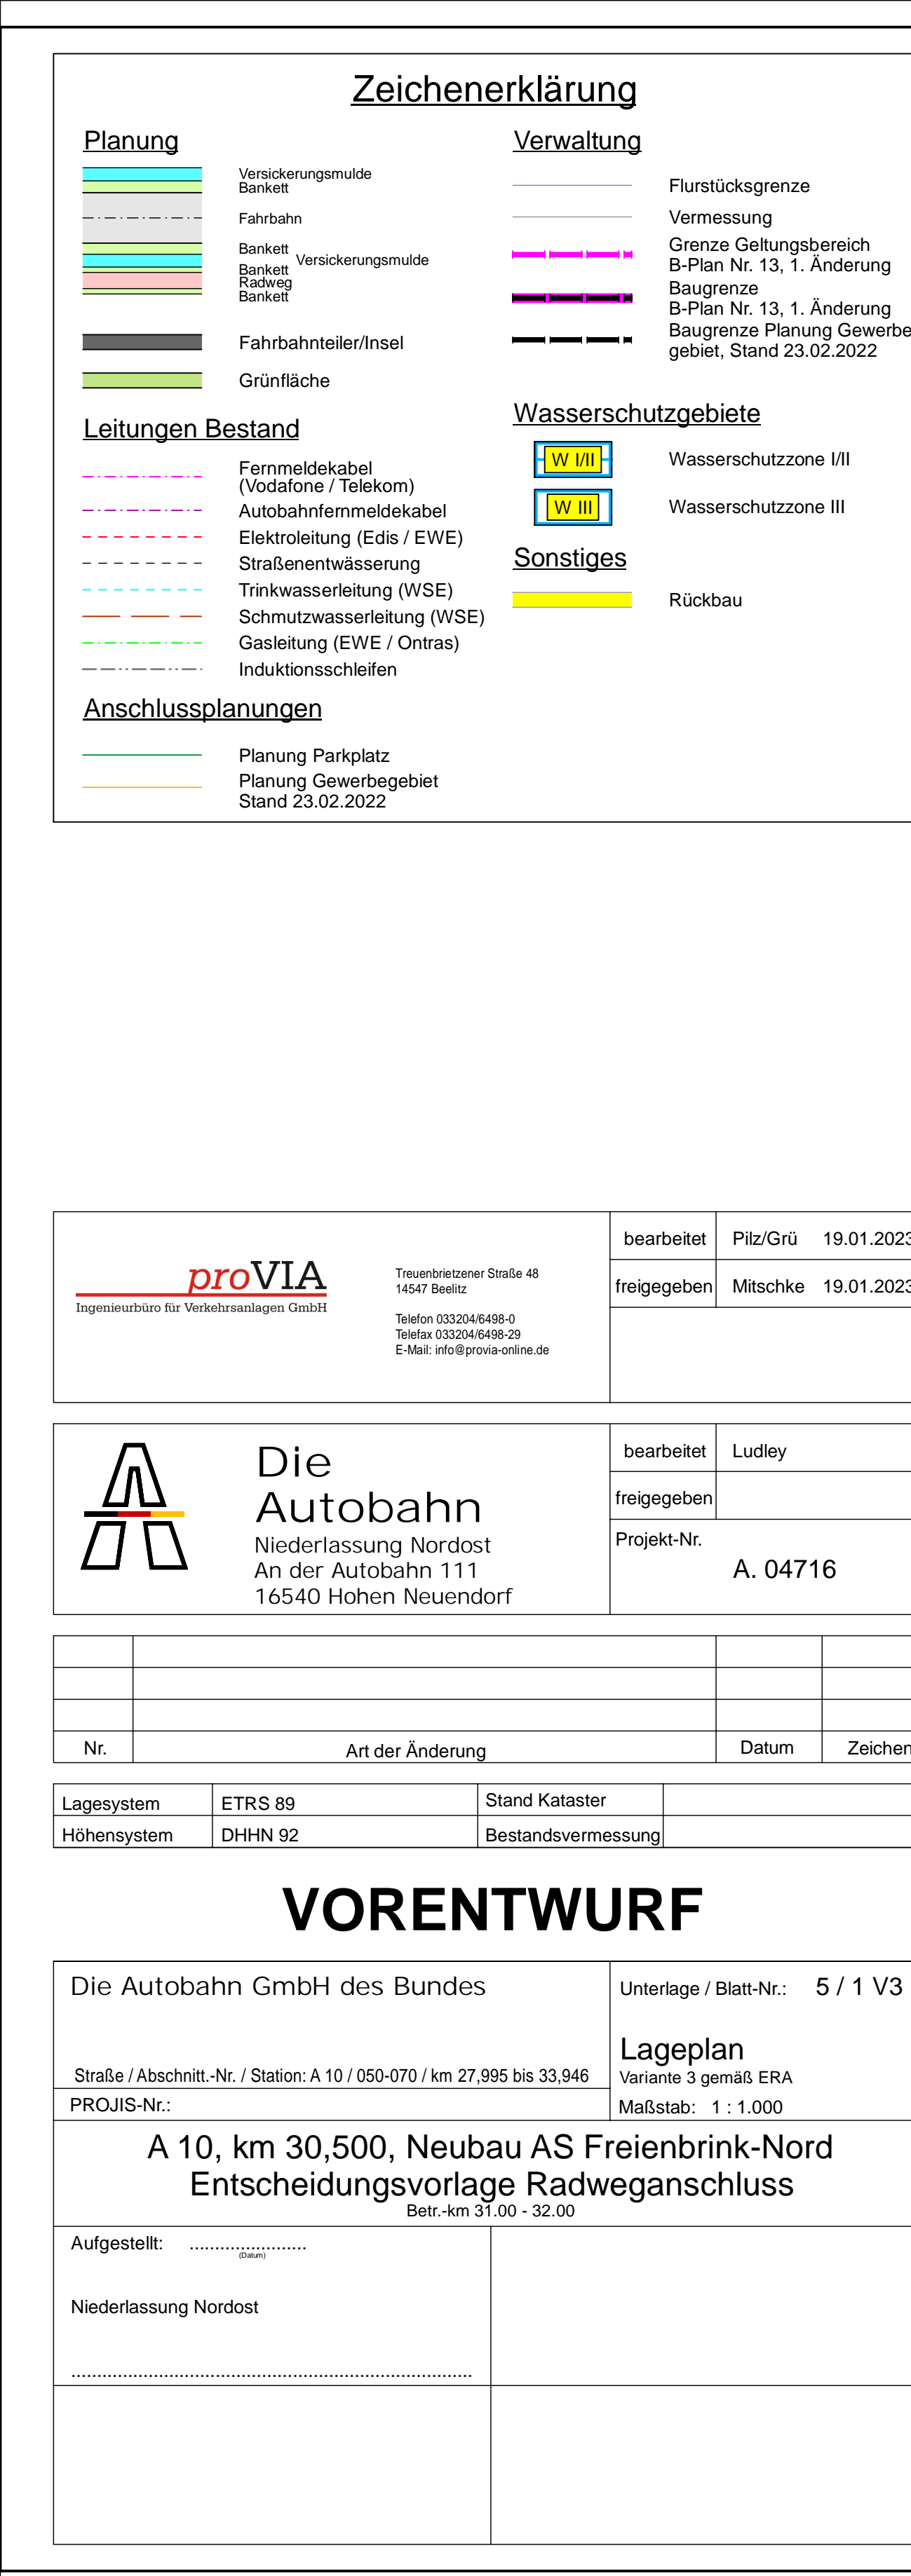 Zeichenerklärung
Planung
Versickerungsmulde
Bankett
Fahrbahn
Bankett
Versickerungsmulde
Bankett
Radweg
Bankett
Fahrbahnteiler/Insel
Grünfläche
Leitungen Bestand
Fernmeldekabel
(Vodafone / Telekom)
Autobahnfernmeldekabel
Elektroleitung (Edis / EWE)
Straßenentwässerung
Trinkwasserleitung (WSE)
Schmutzwasserleitung (WSE)
Gasleitung (EWE / Ontras)
Induktionsschleifen
Anschlussplanungen
Planung Parkplatz
Planung Gewerbegebiet
Stand 23.02.2022
Verwaltung
Flurstücksgrenze
Vermessung
Grenze Geltungsbereich
B-Plan Nr. 13, 1. Änderung
Baugrenze
B-Plan Nr. 13, 1. Änderung
Baugrenze Planung Gewerbe
gebiet, Stand 23.02.2022
Wasserschutzgebiete
W I/II Wasserschutzzone I/II
W III Wasserschutzzone III
Sonstiges
Rückbau
proVIA
Ingenieurbüro für Verkehrsanlagen GmbH
Treuenbrietzener Straße 48
14547 Beelitz
Telefon 033204/6498-0
Telefax 033204/6498-29
E-Mail: info@provia-online.de
bearbeitet Pilz/Grü 19.01.2023
freigegeben Mitschke 19.01.2023
Die
Autobahn
Niederlassung Nordost
An der Autobahn 111
16540 Hohen Neuendorf
bearbeitet Ludley
freigegeben
Projekt-Nr.
A. 04716
Nr. Art der Änderung Datum Zeichen
Lagesystem ETRS 89 Stand Kataster
Höhensystem DHHN 92 Bestandsvermessung
VORENTWURF
Die Autobahn GmbH des Bundes
Straße / Abschnitt.-Nr. / Station: A 10 / 050-070 / km 27,995 bis 33,946
PROJIS-Nr.:
Unterlage / Blatt-Nr.: 5 / 1 V3
Lageplan
Variante 3 gemäß ERA
Maßstab: 1 : 1.000
A 10, km 30,500, Neubau AS Freienbrink-Nord
Entscheidungsvorlage Radweganschluss
Betr.-km 31.00 - 32.00
Aufgestellt: .......................
(Datum)
Niederlassung Nordost
..............................................................................